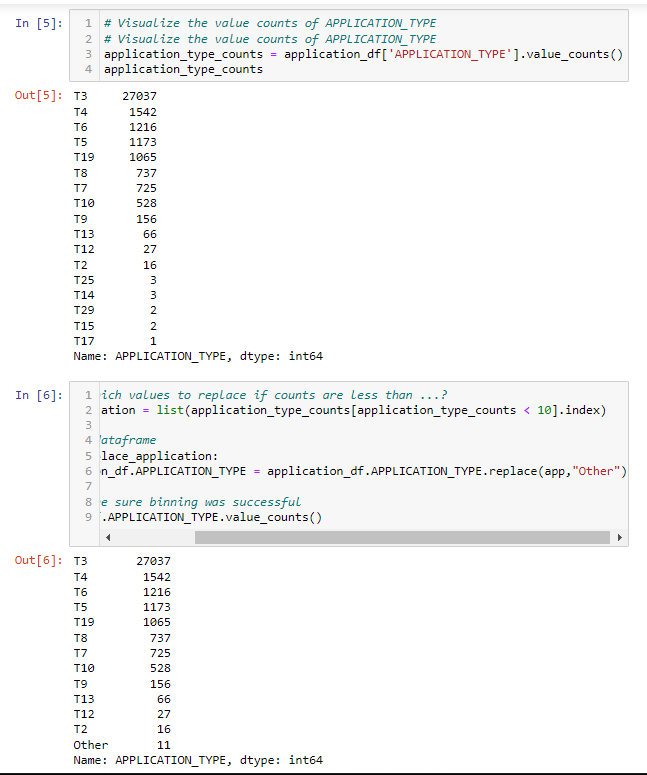 In [5]:
1 # Visualize the value counts of APPLICATION_TYPE
2 # Visualize the value counts of APPLICATION_TYPE
3 application_type_counts = application_df['APPLICATION_TYPE'].value_counts()
4 application_type_counts
Out[5]:
T3 27037
T4 1542
T6 1216
T5 1173
T19 1065
T8 737
T7 725
T10 528
T9 156
T13 66
T12 27
T2 16
T25 3
T14 3
T29 2
T15 2
T17 1
Name: APPLICATION_TYPE, dtype: int64
In [6]:
1 ich values to replace if counts are less than ...?
2 ation = list(application_type_counts[application_type_counts < 10].index)
3
4 ataframe
5 lace_application:
6 n_df.APPLICATION_TYPE = application_df.APPLICATION_TYPE.replace(app,"Other")
7
8 e sure binning was successful
9 .APPLICATION_TYPE.value_counts()
Out[6]:
T3 27037
T4 1542
T6 1216
T5 1173
T19 1065
T8 737
T7 725
T10 528
T9 156
T13 66
T12 27
T2 16
Other 11
Name: APPLICATION_TYPE, dtype: int64